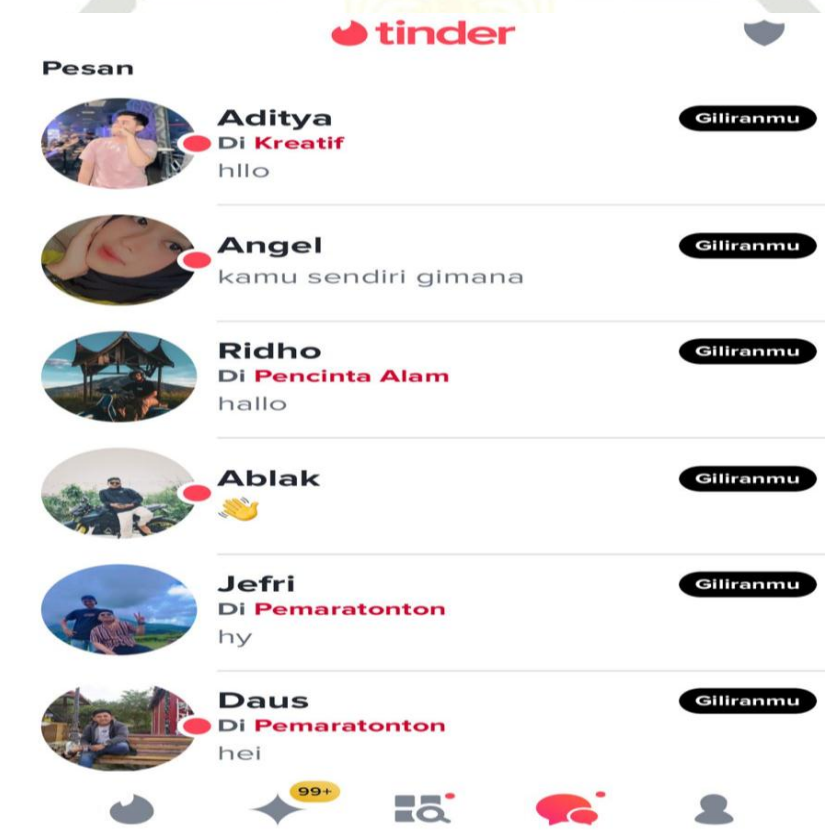 tinder
Pesan
Aditya
Giliranmu
Di Kreatif
hllo
Angel
Giliranmu
kamu sendiri gimana
Ridho
Giliranmu
Di Pencinta Alam
hallo
Ablak
Giliranmu
👋
Jefri
Giliranmu
Di Pemaratonton
hy
Daus
Giliranmu
Di Pemaratonton
hei
99+